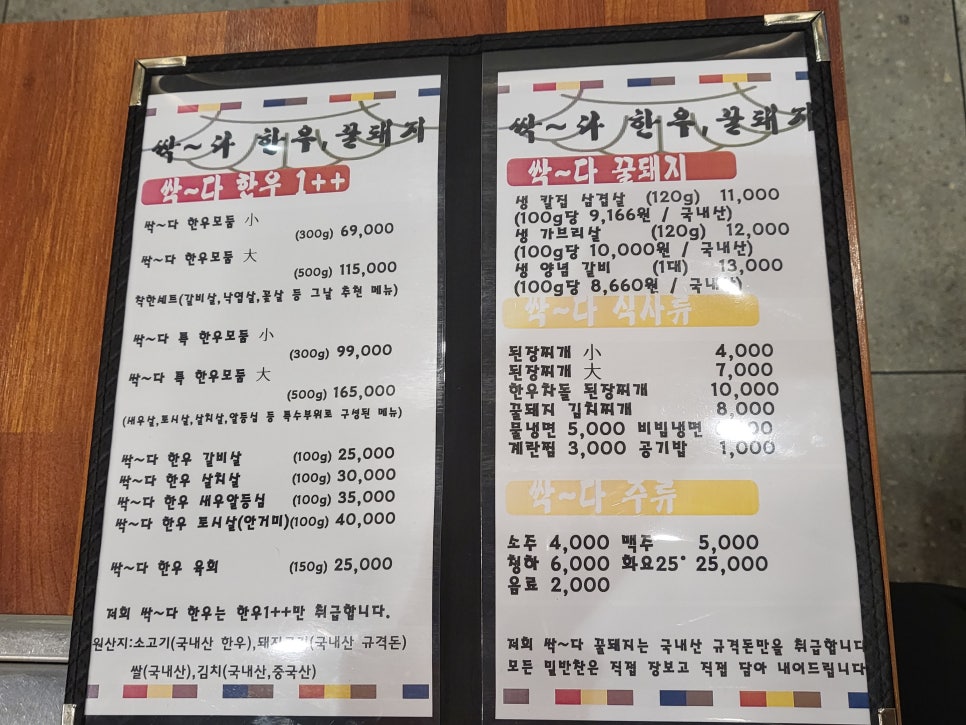 싹~다 한우,꿀돼지
싹~다 한우 1++
싹~다 한우모듬 小
(300g) 69,000
싹~다 한우모듬 大
(500g) 115,000
착한세트(갈비살,낙엽살,꽃살 등 그날 추천 메뉴)
싹~다 특 한우모듬 小
(300g) 99,000
싹~다 특 한우모듬 大
(500g) 165,000
(새우살,토시살,살치살,알등심 등 특수부위로 구성된 메뉴)
싹~다 한우 갈비살 (100g) 25,000
싹~다 한우 살치살 (100g) 30,000
싹~다 한우 새우알등심 (100g) 35,000
싹~다 한우 토시살(안거미)(100g) 40,000
싹~다 한우 육회 (150g) 25,000
저희 싹~다 한우는 한우1++만 취급합니다.
원산지:소고기(국내산 한우),돼지고기(국내산 규격돈)
쌀(국내산),김치(국내산,중국산)
싹~다 한우,꿀돼지
싹~다 꿀돼지
생 칼집 삼겹살 (120g) 11,000
(100g당 9,166원 / 국내산)
생 가브리살 (120g) 12,000
(100g당 10,000원 / 국내산)
생 양념 갈비 (1대) 13,000
(100g당 8,660원 / 국내산)
싹~다 식사류
된장찌개 小 4,000
된장찌개 大 7,000
한우차돌 된장찌개 10,000
꿀돼지 김치찌개 8,000
물냉면 5,000 비빔냉면
계란찜 3,000 공기밥 1,000
싹~다 주류
소주 4,000 맥주 5,000
청하 6,000 화요25° 25,000
음료 2,000
저희 싹~다 꿀돼지는 국내산 규격돈만을 취급합니다
모든 밑반찬은 직접 장보고 직접 담아 내어드립니다